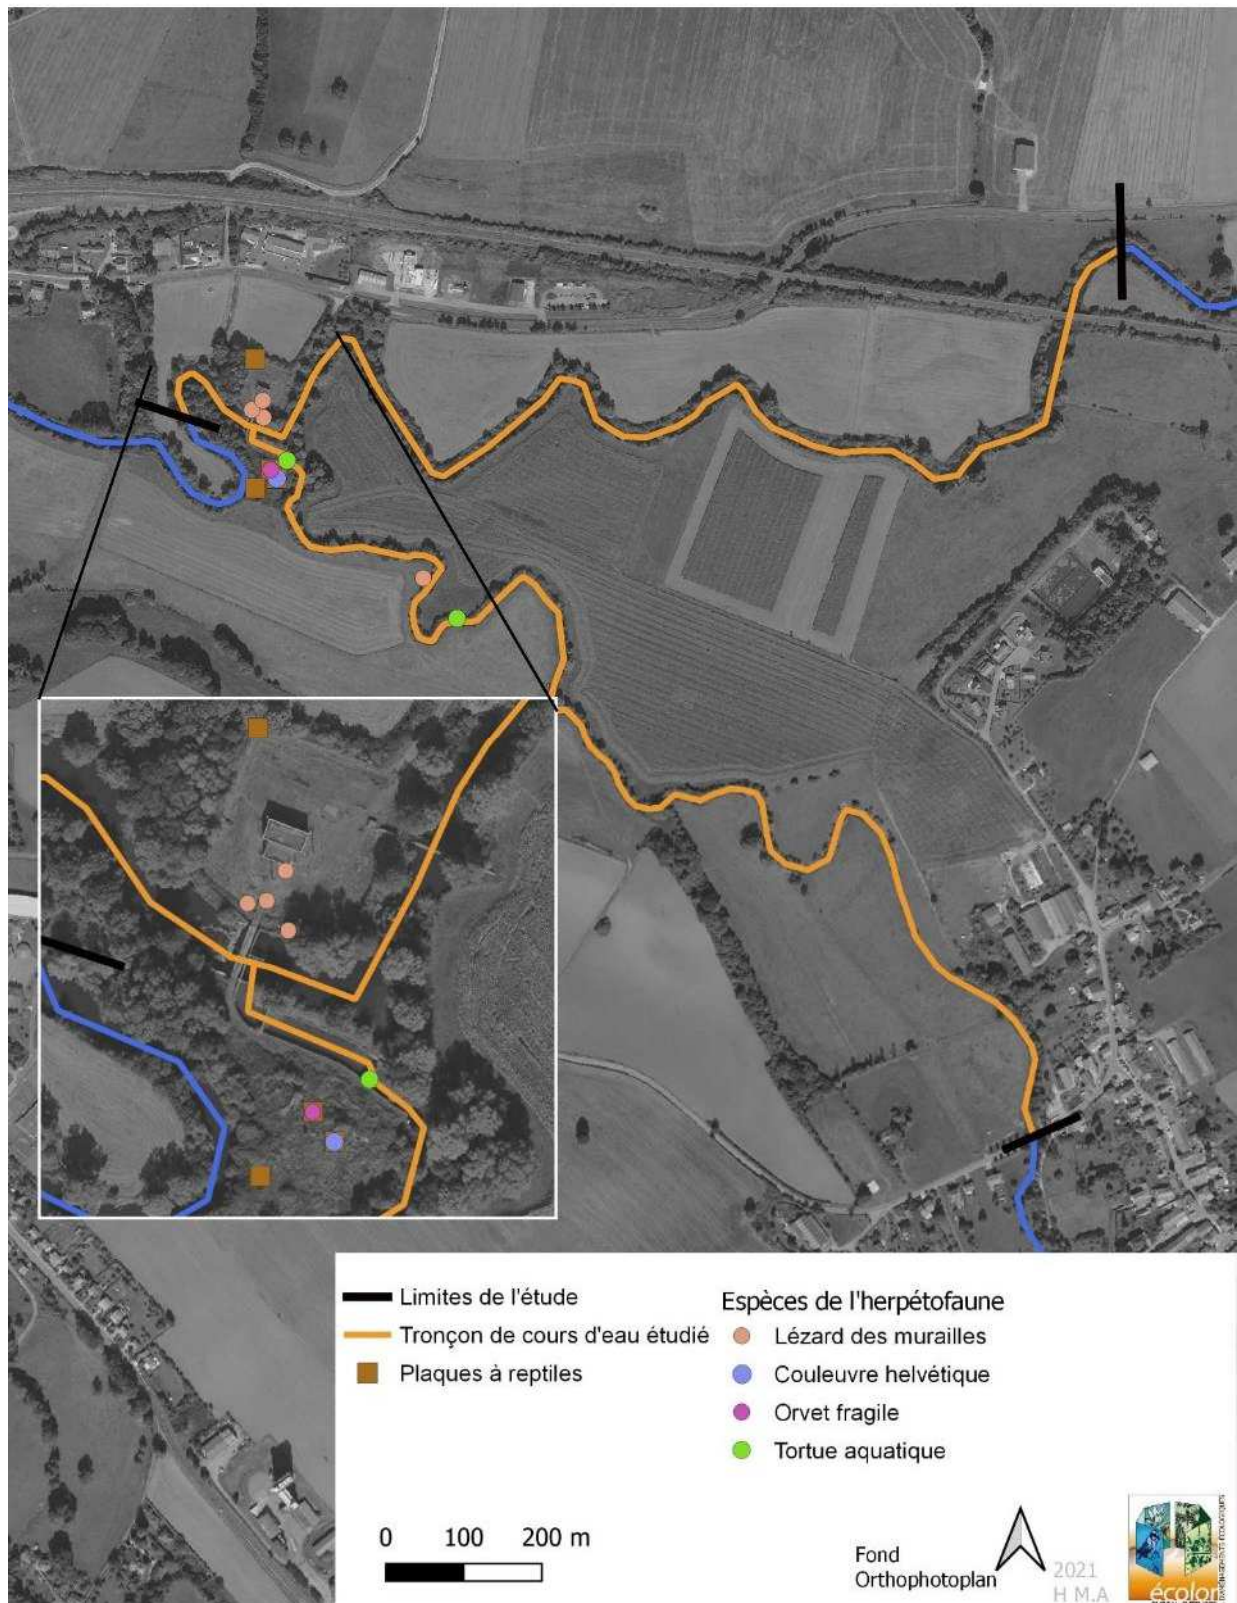 Limites de l'étude
Tronçon de cours d'eau étudié
Plaques à reptiles
Espèces de l'herpétofaune
Lézard des murailles
Couleuvre helvétique
Orvet fragile
Tortue aquatique
0 100 200 m
Fond
Orthophotoplan
2021
H M.A
écolor